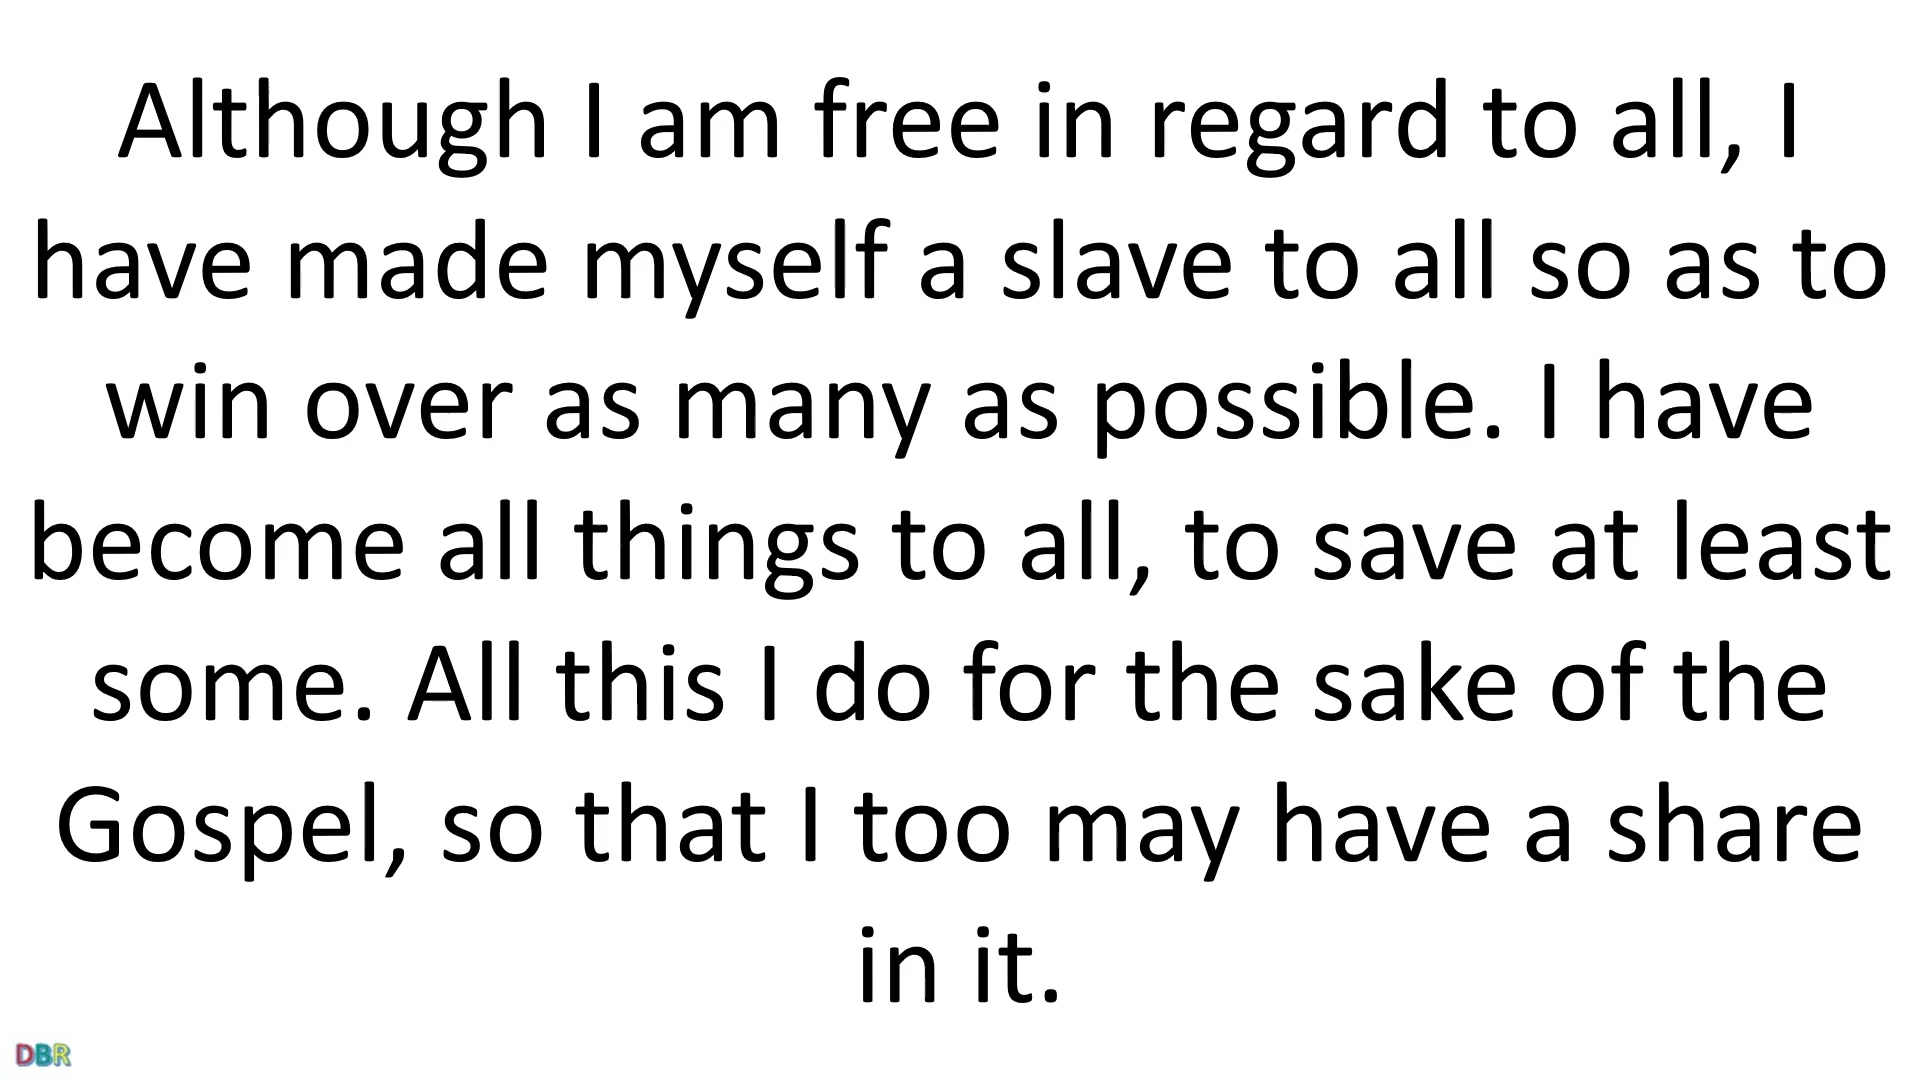 Although I am free in regard to all, I
have made myself a slave to all so as to
win over as many as possible. I have
become all things to all, to save at least
some. All this I do for the sake of the
Gospel, so that I too may have a share
in it.
DBR